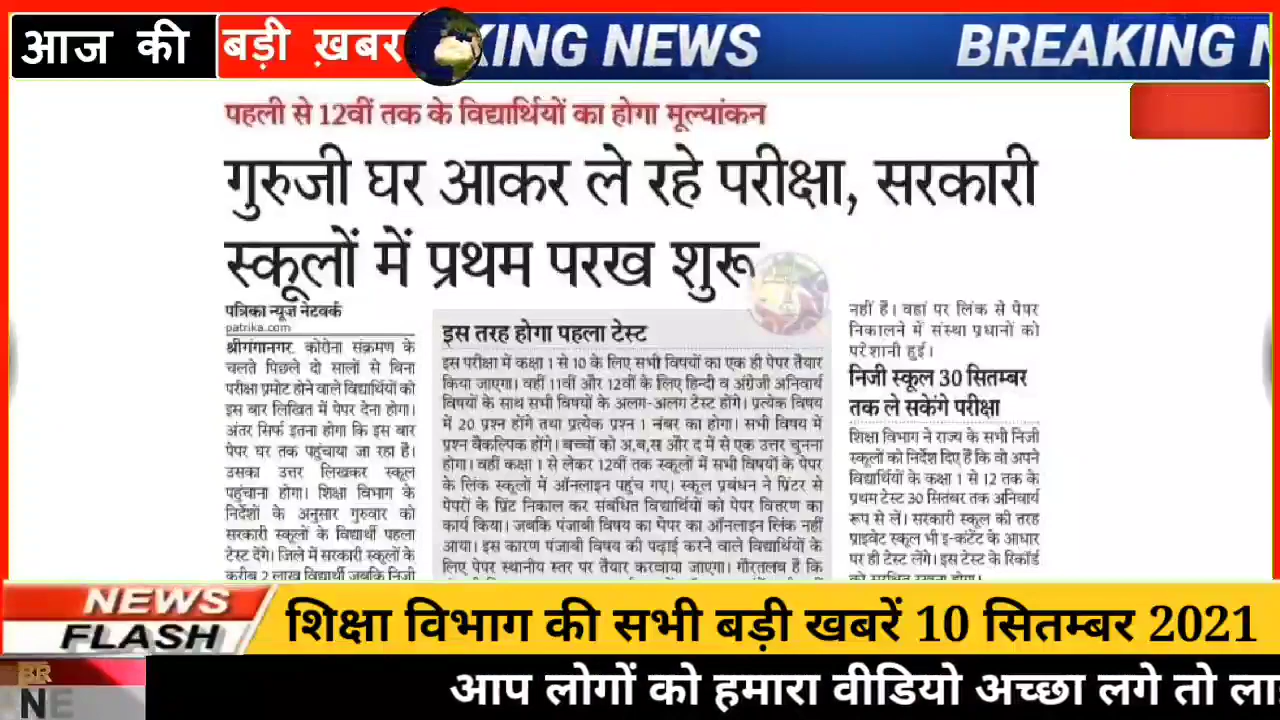 आज की
बड़ी ख़बर
KING NEWS
BREAKING N
पहली से 12वीं तक के विद्यार्थियों का होगा मूल्यांकन
गुरुजी घर आकर ले रहे परीक्षा, सरकारी
स्कूलों में प्रथम परख शुरू
पत्रिका न्यूज नेटवर्क
patrika.com
श्रीगंगानगर. कोरोना संक्रमण के
चलते पिछले दो सालों से बिना
परीक्षा प्रमोट होने वाले विद्यार्थियों को
इस बार लिखित में पेपर देना होगा।
अंतर सिर्फ इतना होगा कि इस बार
पेपर घर तक पहुंचाया जा रहा है।
उसका उत्तर लिखकर स्कूल
पहुंचाना होगा। शिक्षा विभाग के
निर्देशों के अनुसार गुरुवार को
सरकारी स्कूलों के विद्यार्थी पहला
टेस्ट देंगे। जिले में सरकारी स्कूलों के
करीब 2 लाख विद्यार्थी जबकि निजी
इस तरह होगा पहला टेस्ट
इस परीक्षा में कक्षा 1 से 10 के लिए सभी विषयों का एक ही पेपर तैयार
किया जाएगा। वहीं 11वीं और 12वीं के लिए हिन्दी व अंग्रेजी अनिवार्य
विषयों के साथ सभी विषयों के अलग-अलग टेस्ट होंगे। प्रत्येक विषय
में 20 प्रश्न होंगे तथा प्रत्येक प्रश्न 1 नंबर का होगा। सभी विषय में
प्रश्न वैकल्पिक होंगे। बच्चों को अ,ब,स और द में से एक उत्तर चुनना
होगा। वहीं कक्षा 1 से लेकर 12वीं तक स्कूलों में सभी विषयों के पेपर
के लिंक स्कूलों में ऑनलाइन पहुंच गए। स्कूल प्रबंधन ने प्रिंटर से
पेपरों के प्रिंट निकाल कर संबंधित विद्यार्थियों को पेपर वितरण का
कार्य किया। जबकि पंजाबी विषय का पेपर का ऑनलाइन लिंक नहीं
आया। इस कारण पंजाबी विषय की पढ़ाई करने वाले विद्यार्थियों के
लिए पेपर स्थानीय स्तर पर तैयार करवाया जाएगा। गौरतलब है कि
नहीं है। वहां पर लिंक से पेपर
निकालने में संस्था प्रधानों को
परेशानी हुई।
निजी स्कूल 30 सितम्बर
तक ले सकेंगे परीक्षा
शिक्षा विभाग ने राज्य के सभी निजी
स्कूलों को निर्देश दिए है कि वो अपने
विद्यार्थियों के कक्षा 1 से 12 तक के
प्रथम टेस्ट 30 सितंबर तक अनिवार्य
रूप से लें। सरकारी स्कूल की तरह
प्राइवेट स्कूल भी इ-कंटेंट के आधार
पर ही टेस्ट लेंगे। इस टेस्ट के रिकॉर्ड
को सुरक्षित रखना होगा।
NEWS
FLASH
शिक्षा विभाग की सभी बड़ी खबरें 10 सितम्बर 2021
BR
NE
आप लोगों को हमारा वीडियो अच्छा लगे तो ला